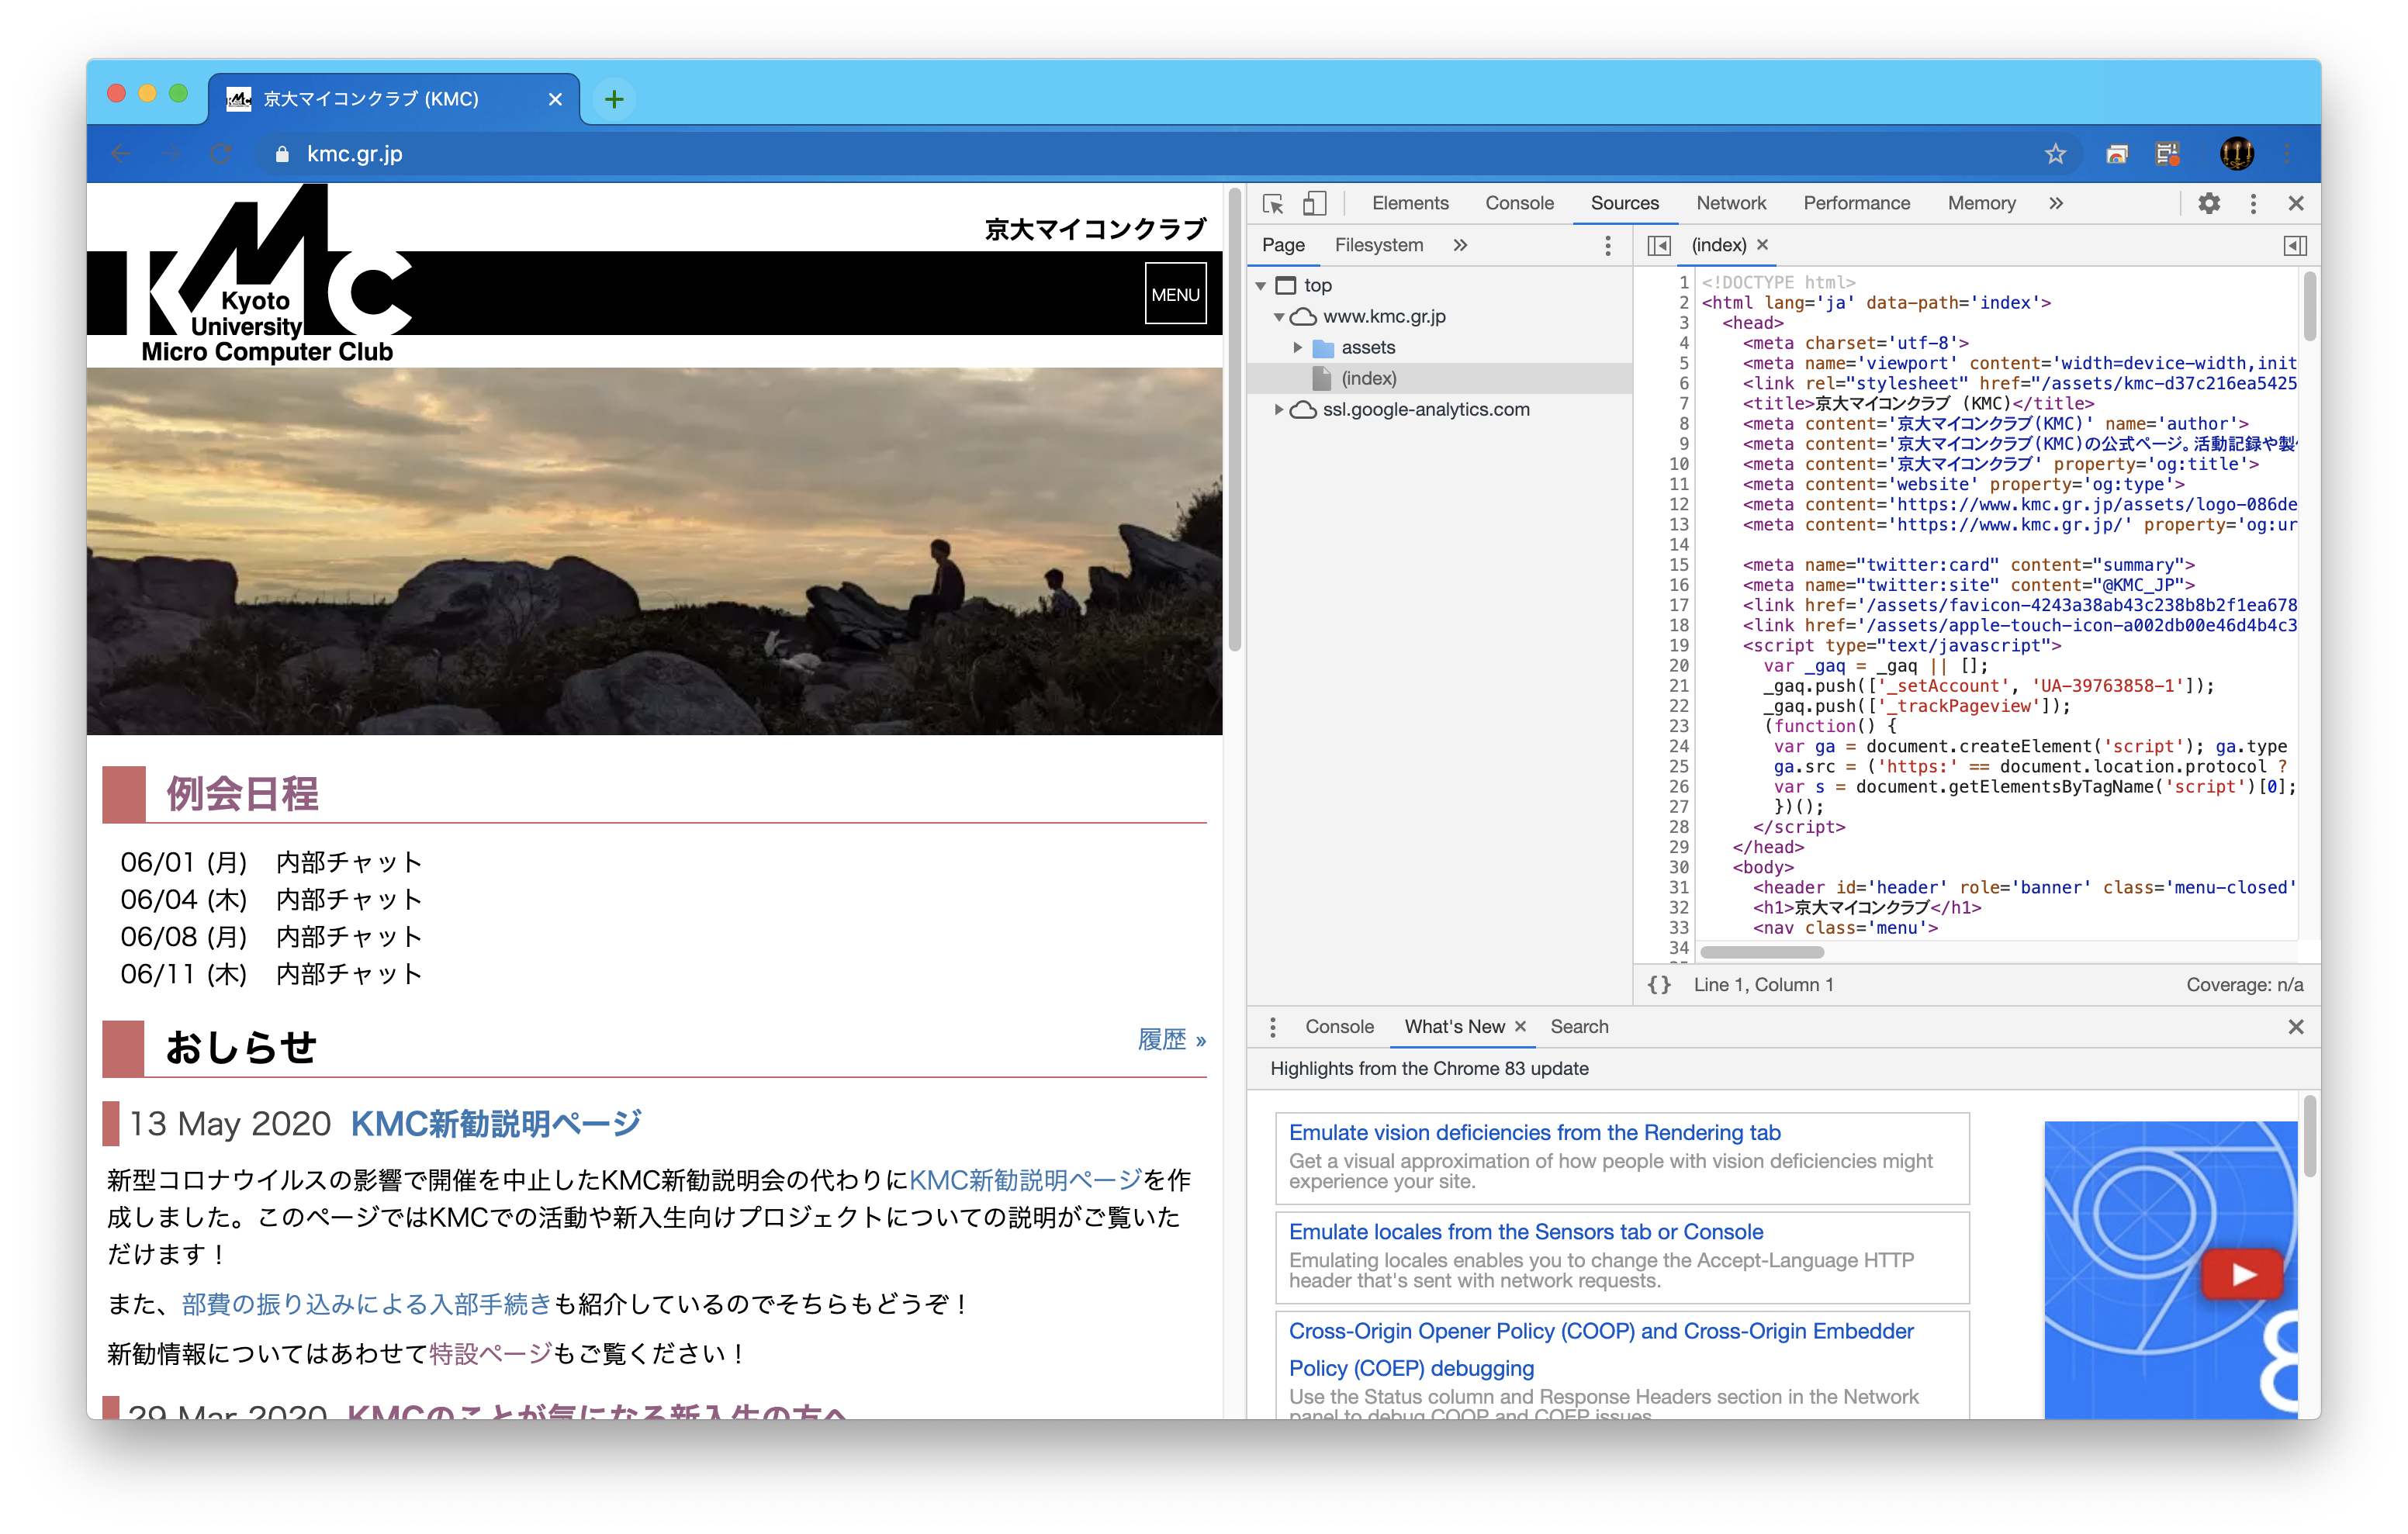 京大マイコンクラブ (KMC)
kmc.gr.jp
KMC
Kyoto
University
Micro Computer Club
京大マイコンクラブ
MENU
例会日程
06/01 (月) 内部チャット
06/04 (木) 内部チャット
06/08 (月) 内部チャット
06/11 (木) 内部チャット
おしらせ 履歴 »
13 May 2020 KMC新勧説明ページ
新型コロナウイルスの影響で開催を中止したKMC新勧説明会の代わりにKMC新勧説明ページを作
成しました。このページではKMCでの活動や新入生向けプロジェクトについての説明がご覧いた
だけます！
また、部費の振り込みによる入部手続きも紹介しているのでそちらもどうぞ！
新勧情報についてはあわせて特設ページもご覧ください！
29 Mar 2020 KMCのことが気になる新入生の方へ
Elements Console Sources Network Performance Memory »
Page Filesystem »
top
www.kmc.gr.jp
assets
(index)
ssl.google-analytics.com
(index)
1 <!DOCTYPE html>
2 <html lang='ja' data-path='index'>
3 <head>
4 <meta charset='utf-8'>
5 <meta name='viewport' content='width=device-width,init
6 <link rel="stylesheet" href="/assets/kmc-d37c216ea5425
7 <title>京大マイコンクラブ (KMC)</title>
8 <meta content='京大マイコンクラブ(KMC)' name='author'>
9 <meta content='京大マイコンクラブ(KMC)の公式ページ。活動記録や製
10 <meta content='京大マイコンクラブ' property='og:title'>
11 <meta content='website' property='og:type'>
12 <meta content='https://www.kmc.gr.jp/assets/logo-086de
13 <meta content='https://www.kmc.gr.jp/' property='og:ur
14
15 <meta name="twitter:card" content="summary">
16 <meta name="twitter:site" content="@KMC_JP">
17 <link href='/assets/favicon-4243a38ab43c238b8b2f1ea678
18 <link href='/assets/apple-touch-icon-a002db00e46d4b4c3
19 <script type="text/javascript">
20 var _gaq = _gaq || [];
21 _gaq.push(['_setAccount', 'UA-39763858-1']);
22 _gaq.push(['_trackPageview']);
23 (function() {
24 var ga = document.createElement('script'); ga.type
25 ga.src = ('https:' == document.location.protocol ?
26 var s = document.getElementsByTagName('script')[0];
27 })();
28 </script>
29 </head>
30 <body>
31 <header id='header' role='banner' class='menu-closed'
32 <h1>京大マイコンクラブ</h1>
33 <nav class='menu'>
34
{} Line 1, Column 1 Coverage: n/a
Console What's New Search
Highlights from the Chrome 83 update
Emulate vision deficiencies from the Rendering tab
Get a visual approximation of how people with vision deficiencies might
experience your site.
Emulate locales from the Sensors tab or Console
Emulating locales enables you to change the Accept-Language HTTP
header that's sent with network requests.
Cross-Origin Opener Policy (COOP) and Cross-Origin Embedder
Policy (COEP) debugging
Use the Status column and Response Headers section in the Network
panel to debug COOP and COEP issues.